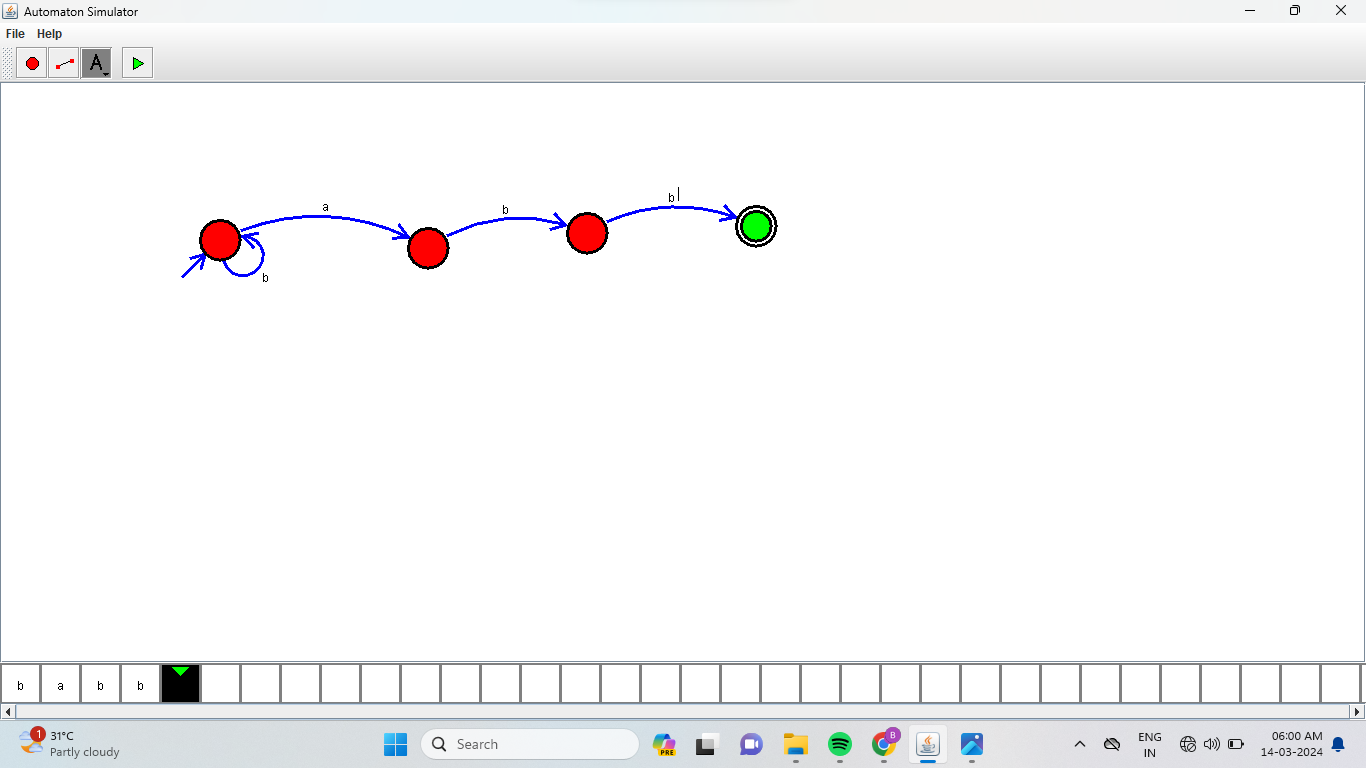 Automaton Simulator
File Help
A
a
b
b
b
b a b b
1
31°C
Partly cloudy
Search
PRE
B
ENG
IN
06:00 AM
14-03-2024